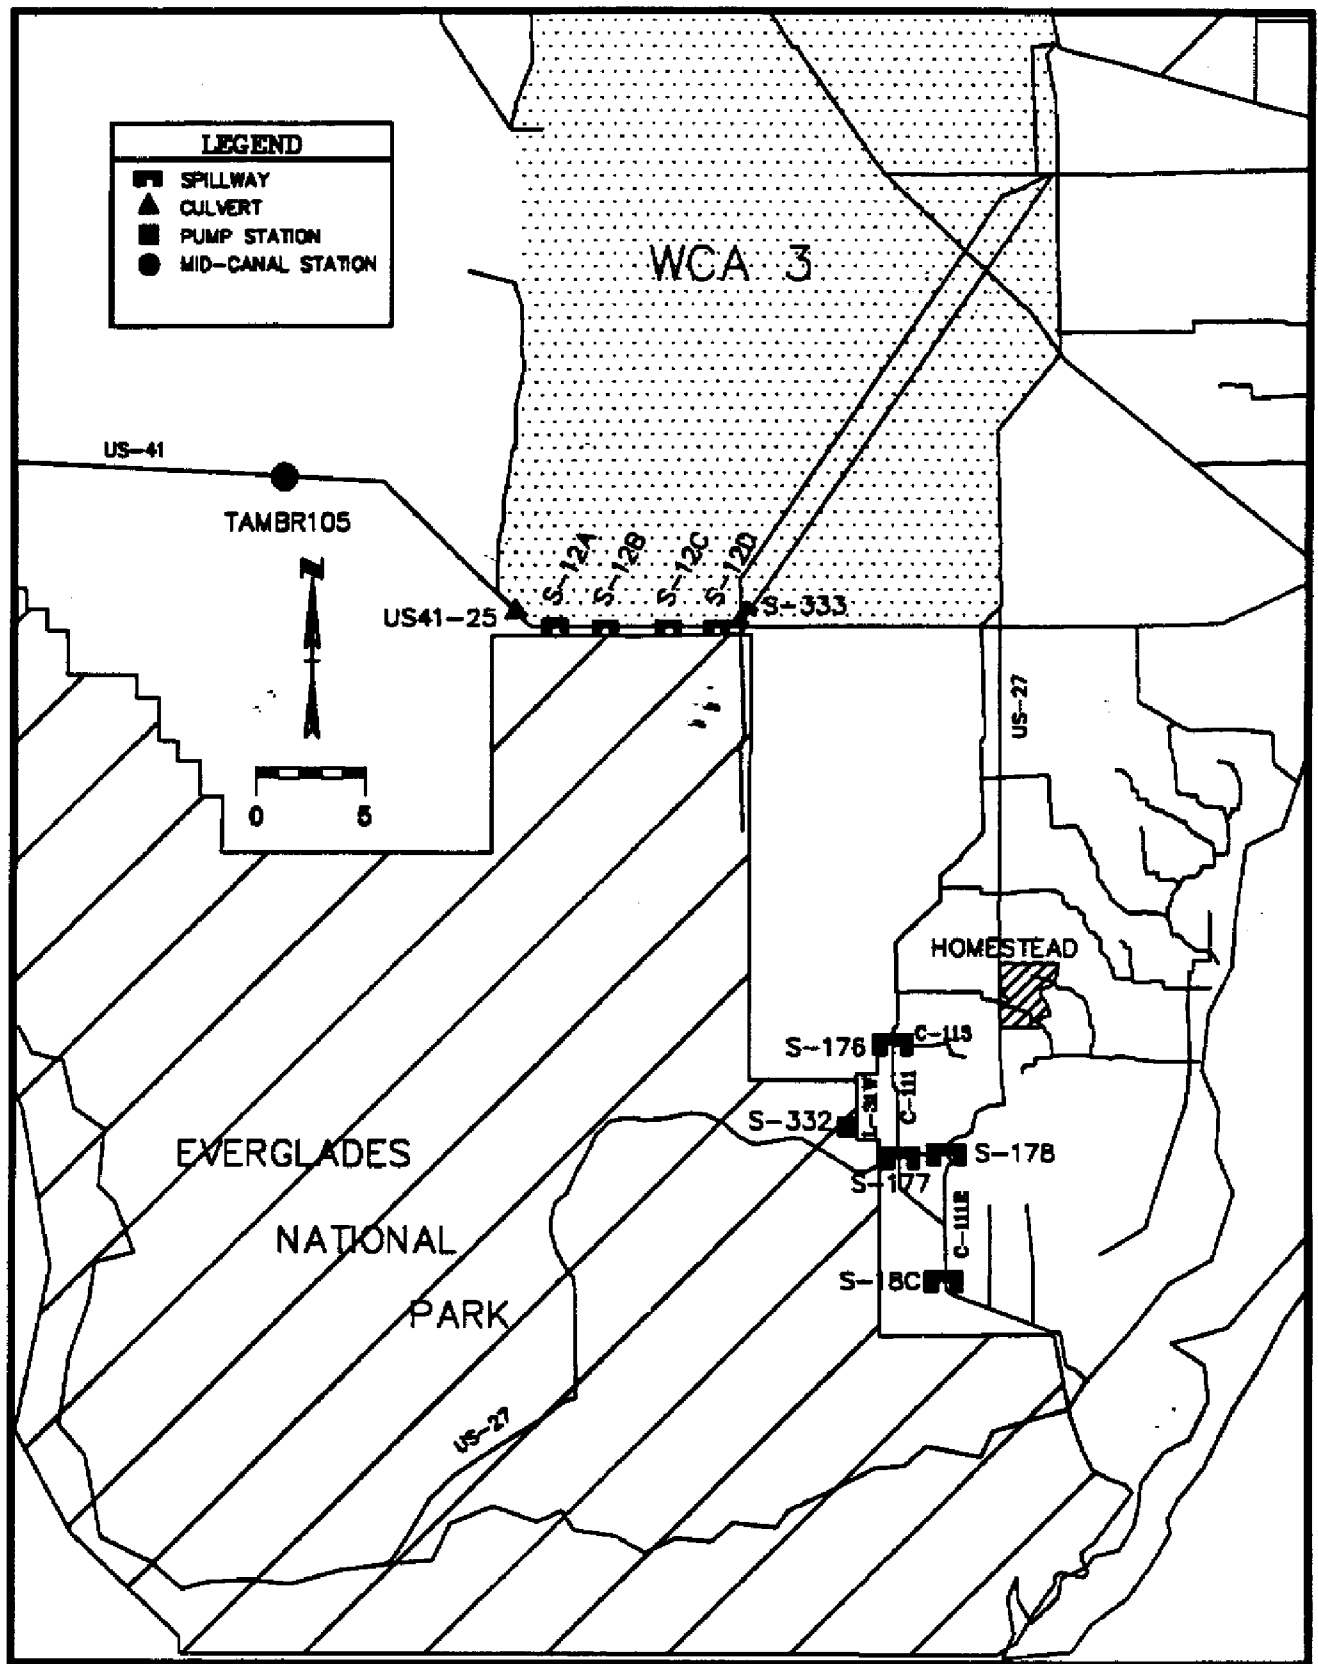 LEGEND
SPILLWAY
CULVERT
PUMP STATION
MID-CANAL STATION
WCA 3
US-41
TAMBR105
N
S-12A
S-12B
S-12C
S-12D
US41-25
S-333
US-27
0 5
HOMESTEAD
S-176
C-113
L-31W
C-111
S-332
S-178
S-177
C-111E
S-18C
EVERGLADES
NATIONAL
PARK
US-27